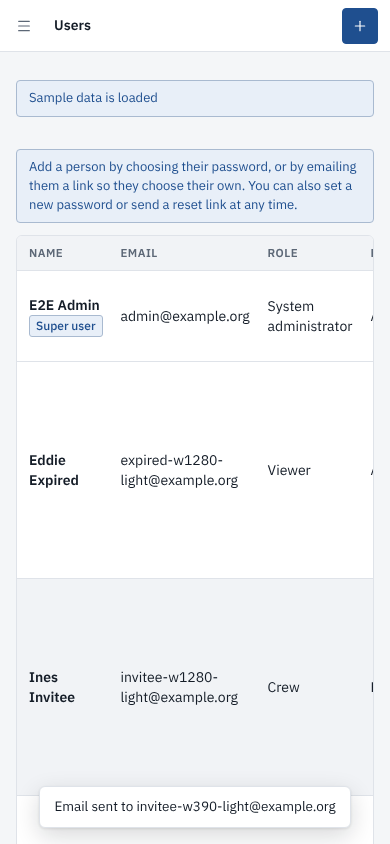 Users
Sample data is loaded
Add a person by choosing their password, or by emailing
them a link so they choose their own. You can also set a
new password or send a reset link at any time.
NAME EMAIL ROLE
E2E Admin
Super user
admin@example.org
System
administrator
Eddie
Expired
expired-w1280-
light@example.org
Viewer
Ines
Invitee
invitee-w1280-
light@example.org
Crew
Email sent to invitee-w390-light@example.org